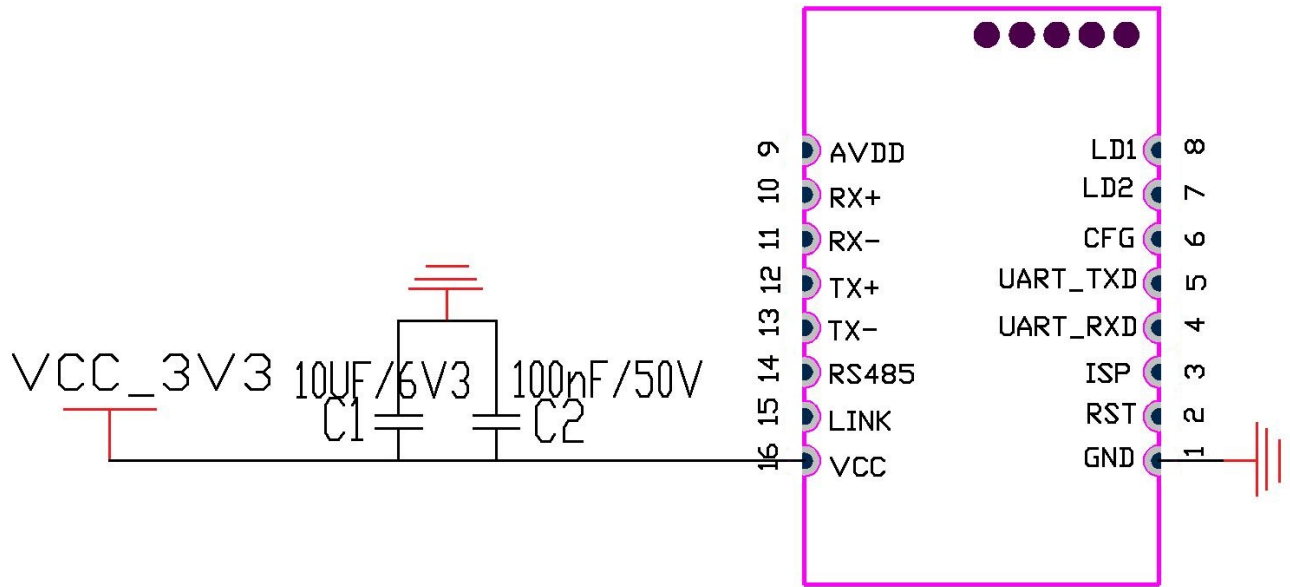 9 AVDD LD1 8
10 RX+ LD2 7
11 RX- CFG 6
12 TX+ UART_TXD 5
13 TX- UART_RXD 4
VCC_3V3 10UF/6V3 100nF/50V 14 RS485 ISP 3
C1 C2 15 LINK RST 2
16 VCC GND 1